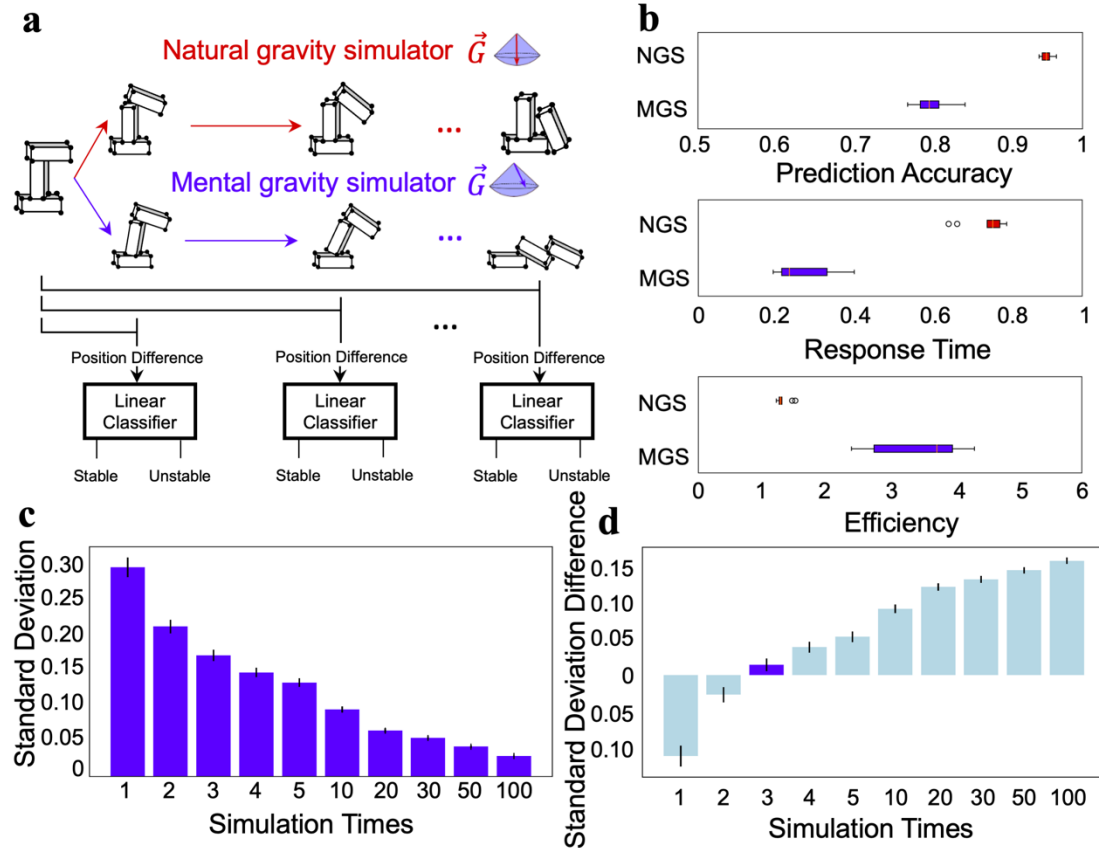 a
Natural gravity simulator G⃗
...
Mental gravity simulator G⃗
...
...
Position Difference Position Difference Position Difference
Linear Classifier Linear Classifier Linear Classifier
Stable Unstable Stable Unstable Stable Unstable
b
NGS
MGS
0.5 0.6 0.7 0.8 0.9 1
Prediction Accuracy
NGS
MGS
0 0.2 0.4 0.6 0.8 1
Response Time
NGS
MGS
0 1 2 3 4 5 6
Efficiency
c
Standard Deviation
0.30
0.25
0.20
0.15
0.10
0.05
0
1 2 3 4 5 10 20 30 50 100
Simulation Times
d
Standard Deviation Difference
0.15
0.10
0.05
0
0.05
0.10
1 2 3 4 5 10 20 30 50 100
Simulation Times